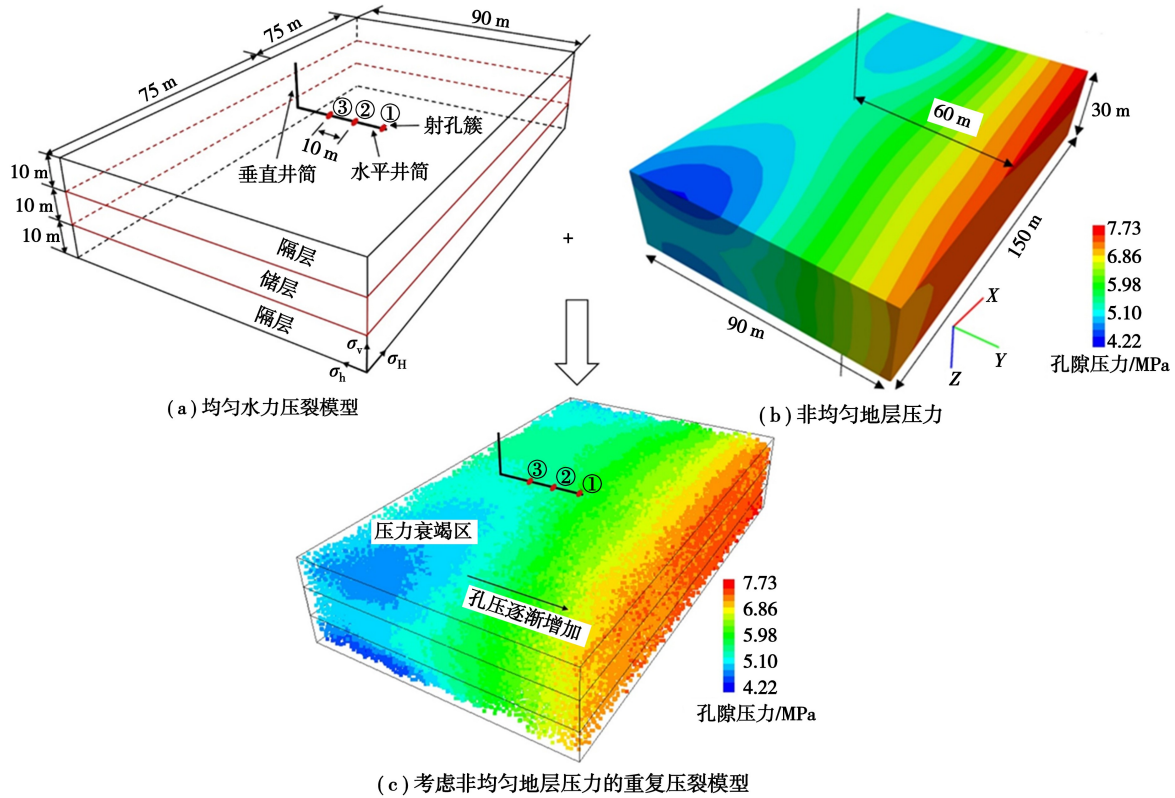 75 m
90 m
75 m
③ ② ①
射孔簇
10 m
垂直井筒
水平井筒
10 m
10 m
10 m
隔层
储层
隔层
σv
σH
σh
(a)均匀水力压裂模型
+
60 m
30 m
150 m
90 m
X
Y
Z
7.73
6.86
5.98
5.10
4.22
孔隙压力/MPa
(b)非均匀地层压力
③ ② ①
压力衰竭区
孔压逐渐增加
7.73
6.86
5.98
5.10
4.22
孔隙压力/MPa
(c)考虑非均匀地层压力的重复压裂模型